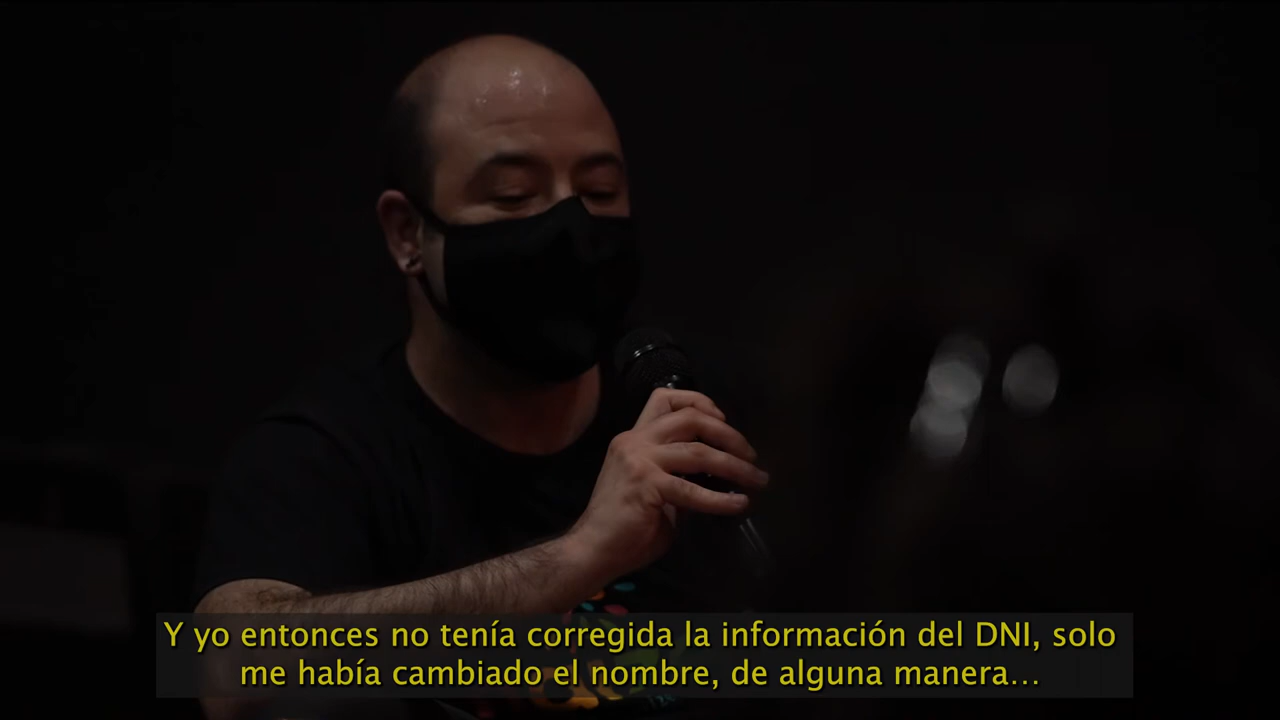 Y yo entonces no tenía corregida la información del DNI, solo
me había cambiado el nombre, de alguna manera...